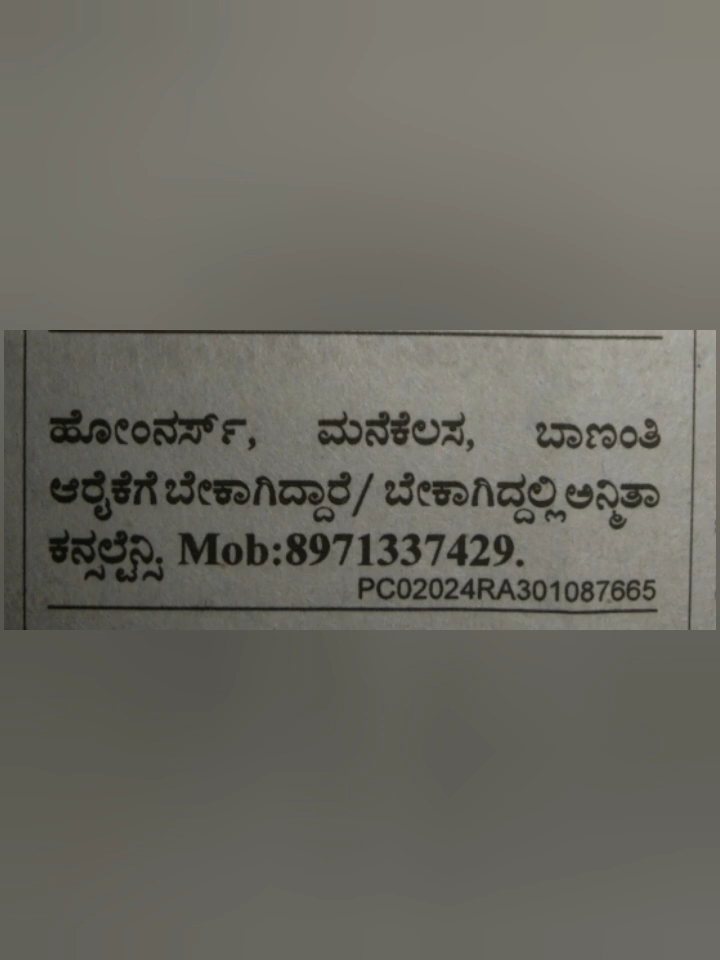 ಹೋಂನರ್ಸ್, ಮನೆಕೆಲಸ, ಬಾಣಂತಿ
ಆರೈಕೆಗೆ ಬೇಕಾಗಿದ್ದಾರೆ/ ಬೇಕಾಗಿದ್ದಲ್ಲಿ ಅನ್ಮಿತಾ
ಕನ್ಸಲ್ಟೆನ್ಸಿ, Mob:8971337429.
PC02024RA301087665